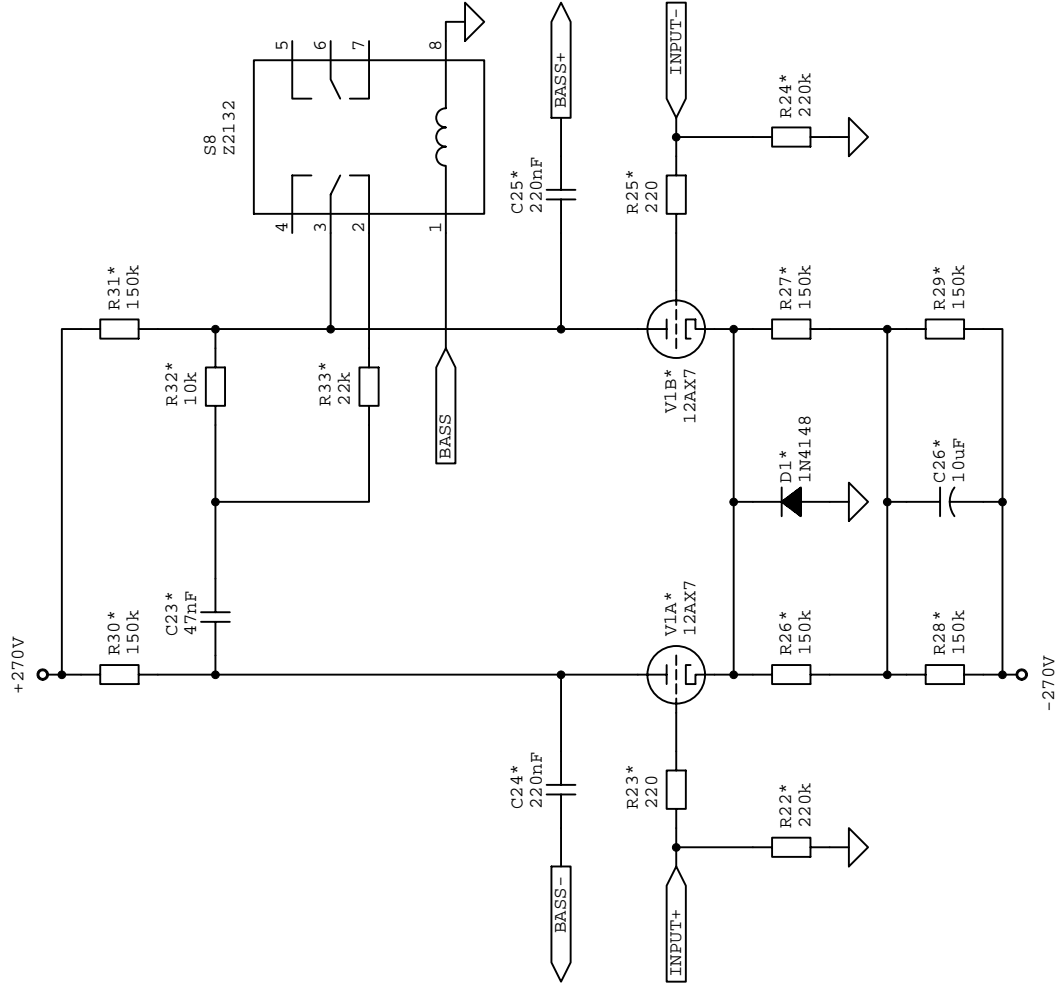 +270V
R30*
150k
R31*
150k
C23*
47nF
R32*
10k
R33*
22k
S8
Z2132
4
3
2
1
5
6
7
8
BASS
C24*
220nF
BASS-
C25*
220nF
BASS+
INPUT+
R23*
220
R22*
220k
V1A*
12AX7
V1B*
12AX7
R25*
220
INPUT-
R24*
220k
R26*
150k
D1*
1N4148
R27*
150k
R28*
150k
C26*
10uF
R29*
150k
-270V